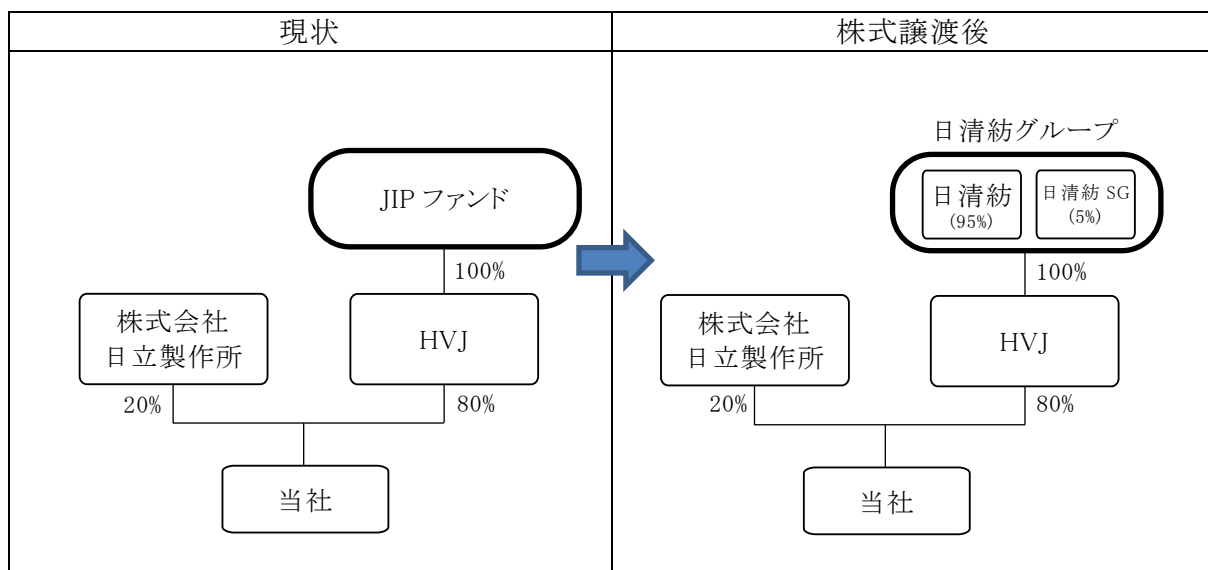 現状
株式譲渡後
JIP ファンド
100%
株式会社
日立製作所
HVJ
20%
80%
当社
日清紡グループ
日清紡
(95%)
日清紡 SG
(5%)
100%
株式会社
日立製作所
HVJ
20%
80%
当社